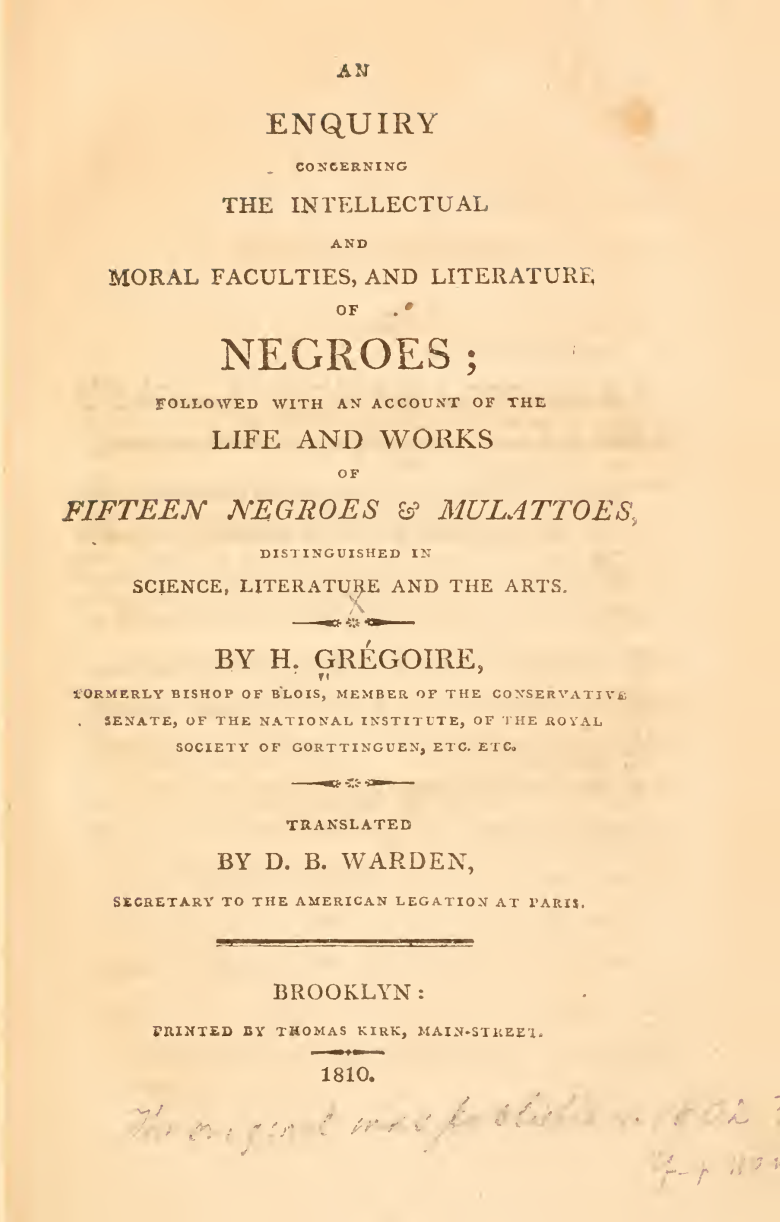 AN
ENQUIRY
CONCERNING
THE INTELLECTUAL
AND
MORAL FACULTIES, AND LITERATURE
OF
NEGROES;
FOLLOWED WITH AN ACCOUNT OF THE
LIFE AND WORKS
OF
FIFTEEN NEGROES & MULATTOES,
DISTINGUISHED IN
SCIENCE, LITERATURE AND THE ARTS.
BY H. GRÉGOIRE,
FORMERLY BISHOP OF BLOIS, MEMBER OF THE CONSERVATIVE
SENATE, OF THE NATIONAL INSTITUTE, OF THE ROYAL
SOCIETY OF GORTTINGUEN, ETC. ETC.
TRANSLATED
BY D. B. WARDEN,
SECRETARY TO THE AMERICAN LEGATION AT PARIS.
BROOKLYN:
PRINTED BY THOMAS KIRK, MAIN-STREET.
1810.
The original